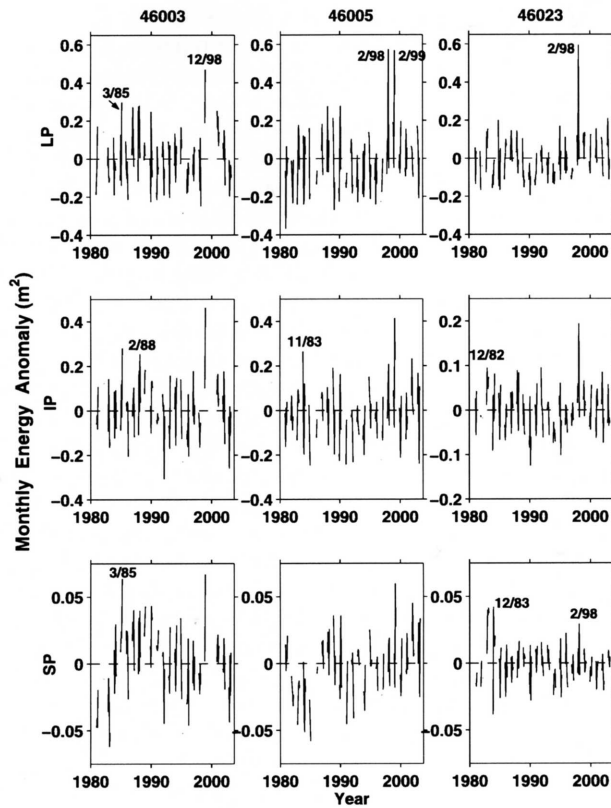 46003 46005 46023
0.6 0.6 0.6
12/98 2/98 2/99 2/98
0.4 0.4 0.4
3/85
0.2 0.2 0.2
LP
0 0 0
−0.2 −0.2 −0.2
−0.4 −0.4 −0.4
1980 1990 2000 1980 1990 2000 1980 1990 2000
Monthly Energy Anomaly (m²)
0.4 0.4 0.2
2/88 11/83 12/82
0.2 0.2 0.1
IP
0 0 0
−0.2 −0.2 −0.1
−0.4 −0.4 −0.2
1980 1990 2000 1980 1990 2000 1980 1990 2000
3/85 12/83 2/98
0.05 0.05 0.05
SP
0 0 0
−0.05 −0.05 −0.05
1980 1990 2000 1980 1990 2000 1980 1990 2000
Year